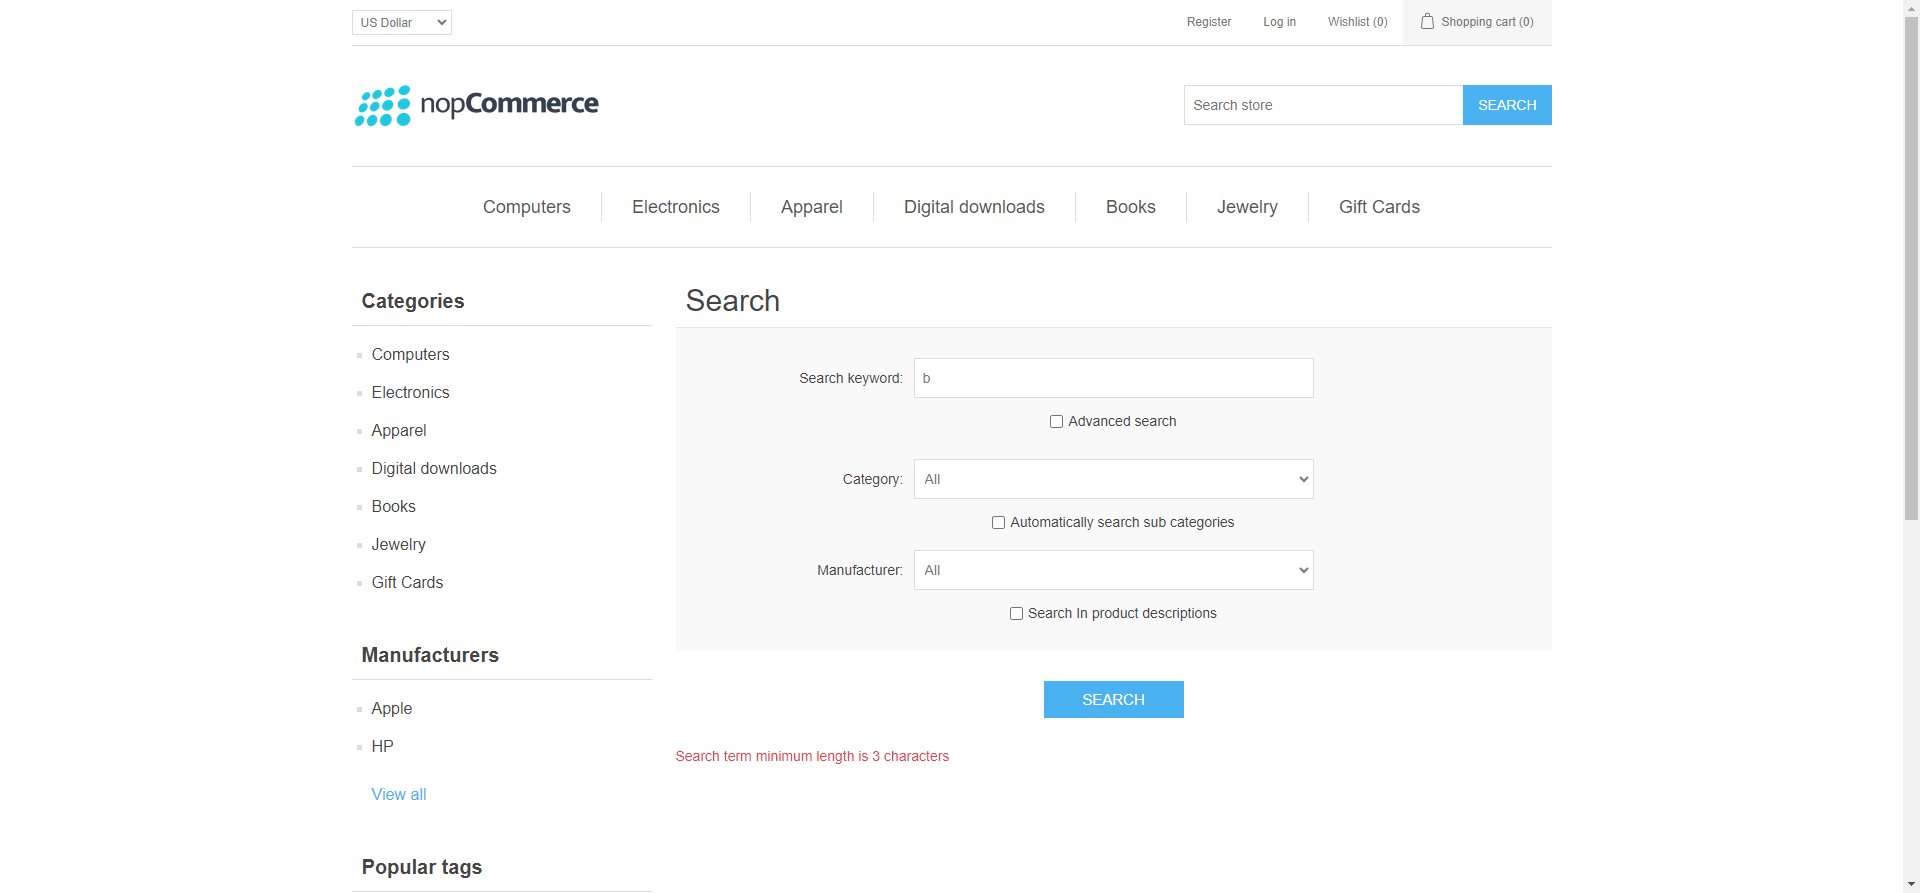 US Dollar
Register
Log in
Wishlist (0)
Shopping cart (0)
nopCommerce
Search store
SEARCH
Computers
Electronics
Apparel
Digital downloads
Books
Jewelry
Gift Cards
Categories
Computers
Electronics
Apparel
Digital downloads
Books
Jewelry
Gift Cards
Manufacturers
Apple
HP
View all
Popular tags
Search
Search keyword:
b
Advanced search
Category:
All
Automatically search sub categories
Manufacturer:
All
Search In product descriptions
SEARCH
Search term minimum length is 3 characters